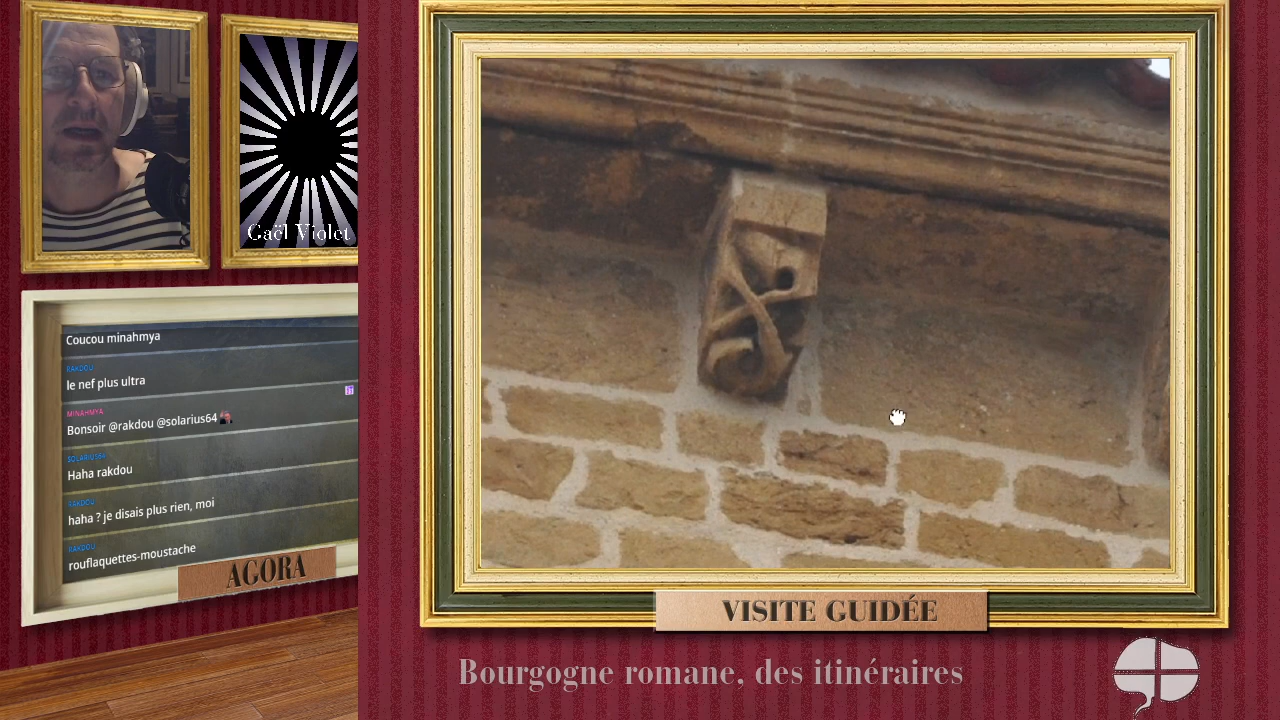 Gaël Violet
Coucou minahmya
RAKDOU
le nef plus ultra
MINAHMYA
Bonsoir @rakdou @solarius64
SOLARIUS64
Haha rakdou
RAKDOU
haha ? je disais plus rien, moi
RAKDOU
rouflaquettes-moustache
AGORA
VISITE GUIDÉE
Bourgogne romane, des itinéraires